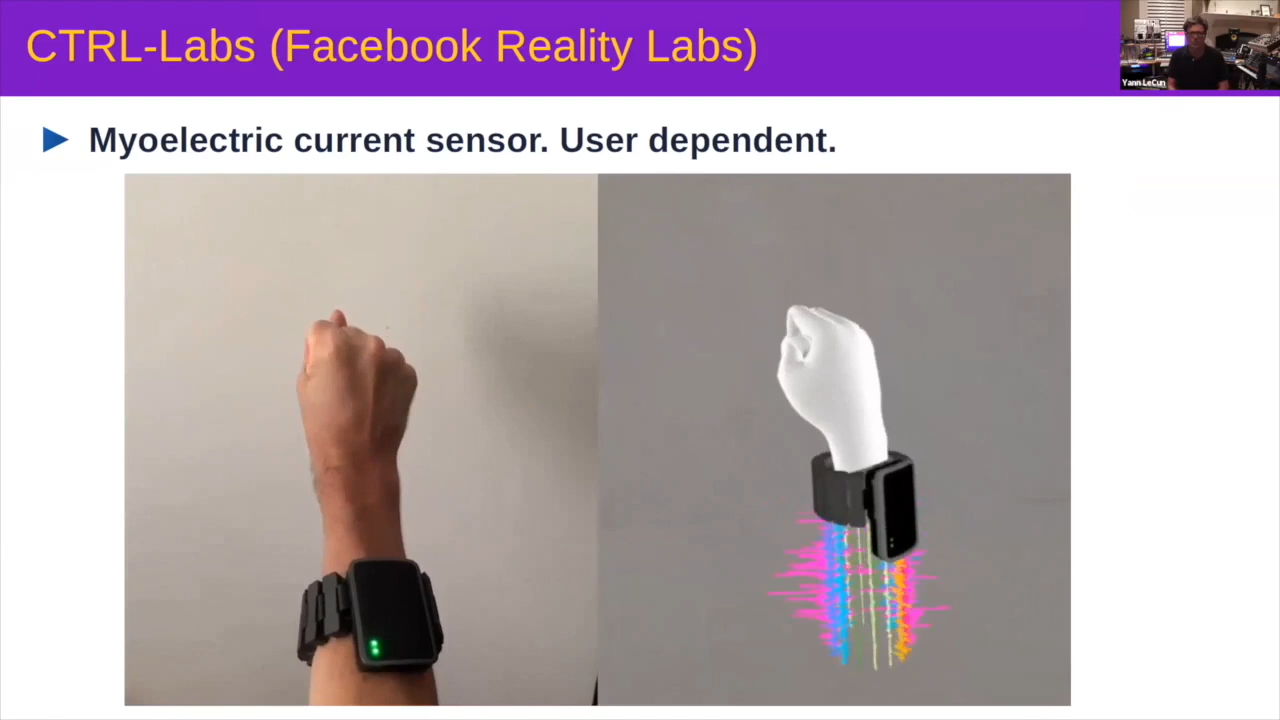 CTRL-Labs (Facebook Reality Labs)
Yann LeCun
Myoelectric current sensor. User dependent.